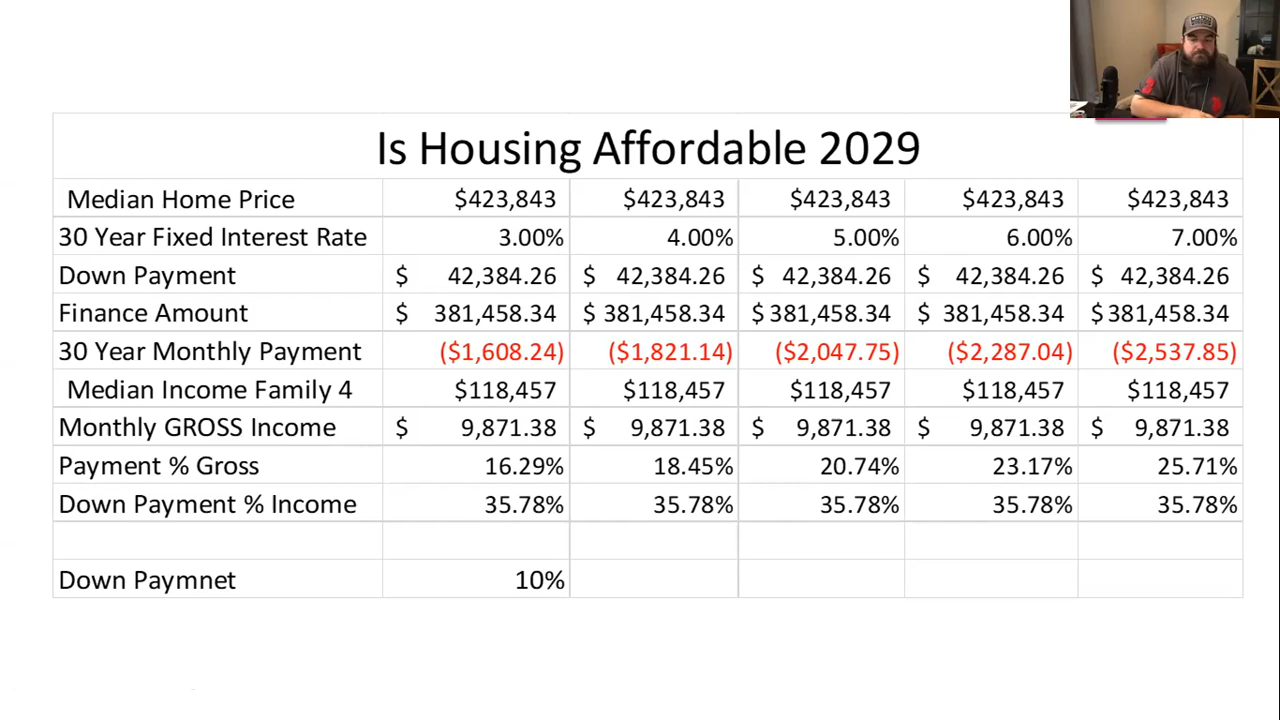 Is Housing Affordable 2029
Median Home Price $423,843 $423,843 $423,843 $423,843 $423,843
30 Year Fixed Interest Rate 3.00% 4.00% 5.00% 6.00% 7.00%
Down Payment $ 42,384.26 $ 42,384.26 $ 42,384.26 $ 42,384.26 $ 42,384.26
Finance Amount $ 381,458.34 $ 381,458.34 $ 381,458.34 $ 381,458.34 $ 381,458.34
30 Year Monthly Payment ($1,608.24) ($1,821.14) ($2,047.75) ($2,287.04) ($2,537.85)
Median Income Family 4 $118,457 $118,457 $118,457 $118,457 $118,457
Monthly GROSS Income $ 9,871.38 $ 9,871.38 $ 9,871.38 $ 9,871.38 $ 9,871.38
Payment % Gross 16.29% 18.45% 20.74% 23.17% 25.71%
Down Payment % Income 35.78% 35.78% 35.78% 35.78% 35.78%
Down Paymnet 10%